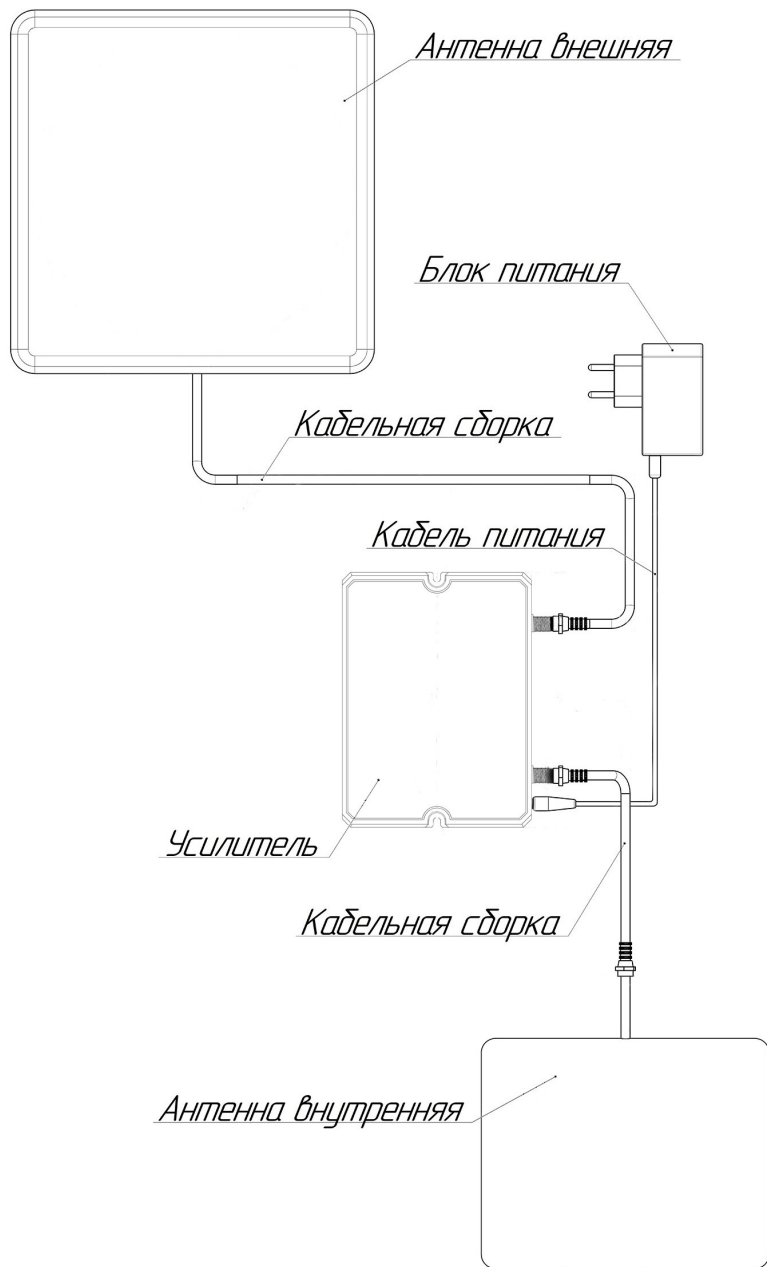 Антенна внешняя
Блок питания
Кабельная сборка
Кабель питания
Усилитель
Кабельная сборка
Антенна внутренняя